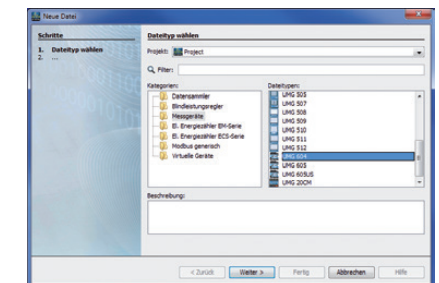 Neue Datei
Schritte
1. Dateityp wählen
2. ...
Dateityp wählen
Projekt: Project
Filter:
Kategorien:
Datensammler
Blindleistungsregler
Messgeräte
El. Energiezähler EM-Serie
El. Energiezähler ECS-Serie
Modbus generisch
Virtuelle Geräte
Dateitypen:
UMG 505
UMG 507
UMG 508
UMG 509
UMG 510
UMG 511
UMG 512
UMG 604
UMG 605
UMG 605US
UMG 20CM
Beschreibung:
< Zurück
Weiter >
Fertig
Abbrechen
Hilfe